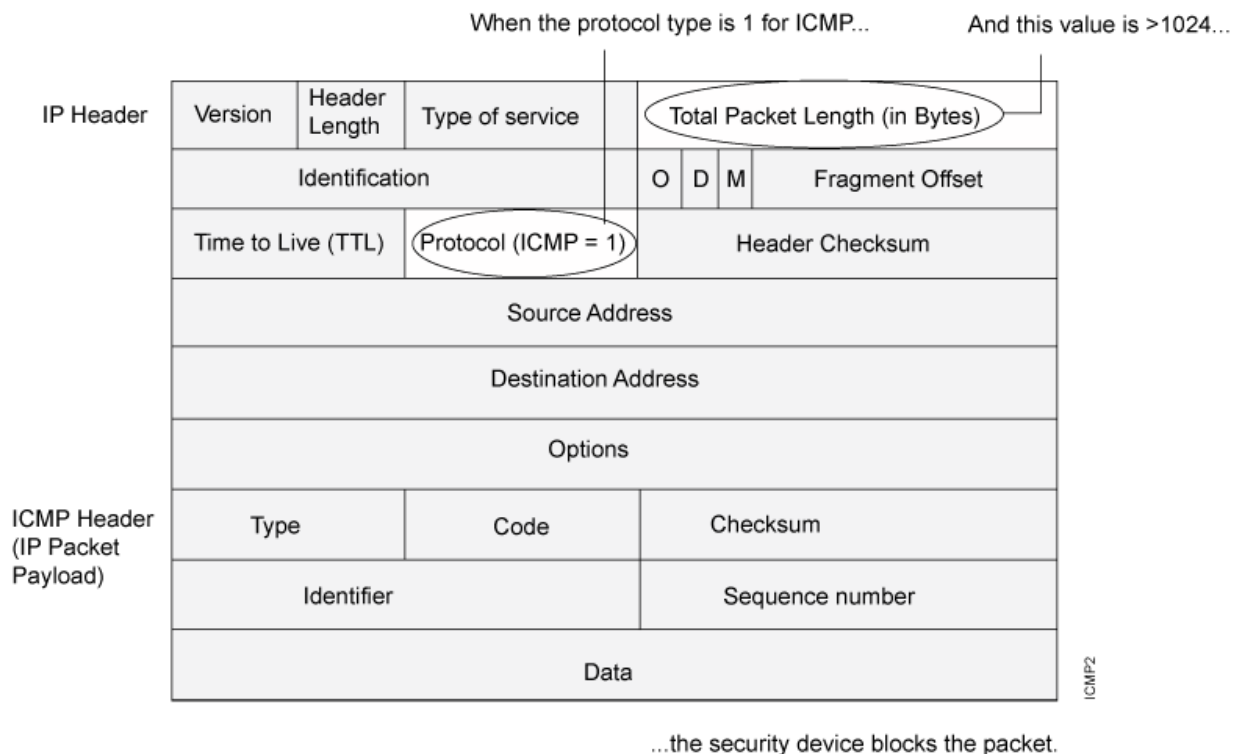 When the protocol type is 1 for ICMP...
And this value is >1024...
IP Header
Version
Header
Length
Type of service
Total Packet Length (in Bytes)
Identification
O
D
M
Fragment Offset
Time to Live (TTL)
Protocol (ICMP = 1)
Header Checksum
Source Address
Destination Address
Options
ICMP Header
(IP Packet
Payload)
Type
Code
Checksum
Identifier
Sequence number
Data
ICMP2
...the security device blocks the packet.